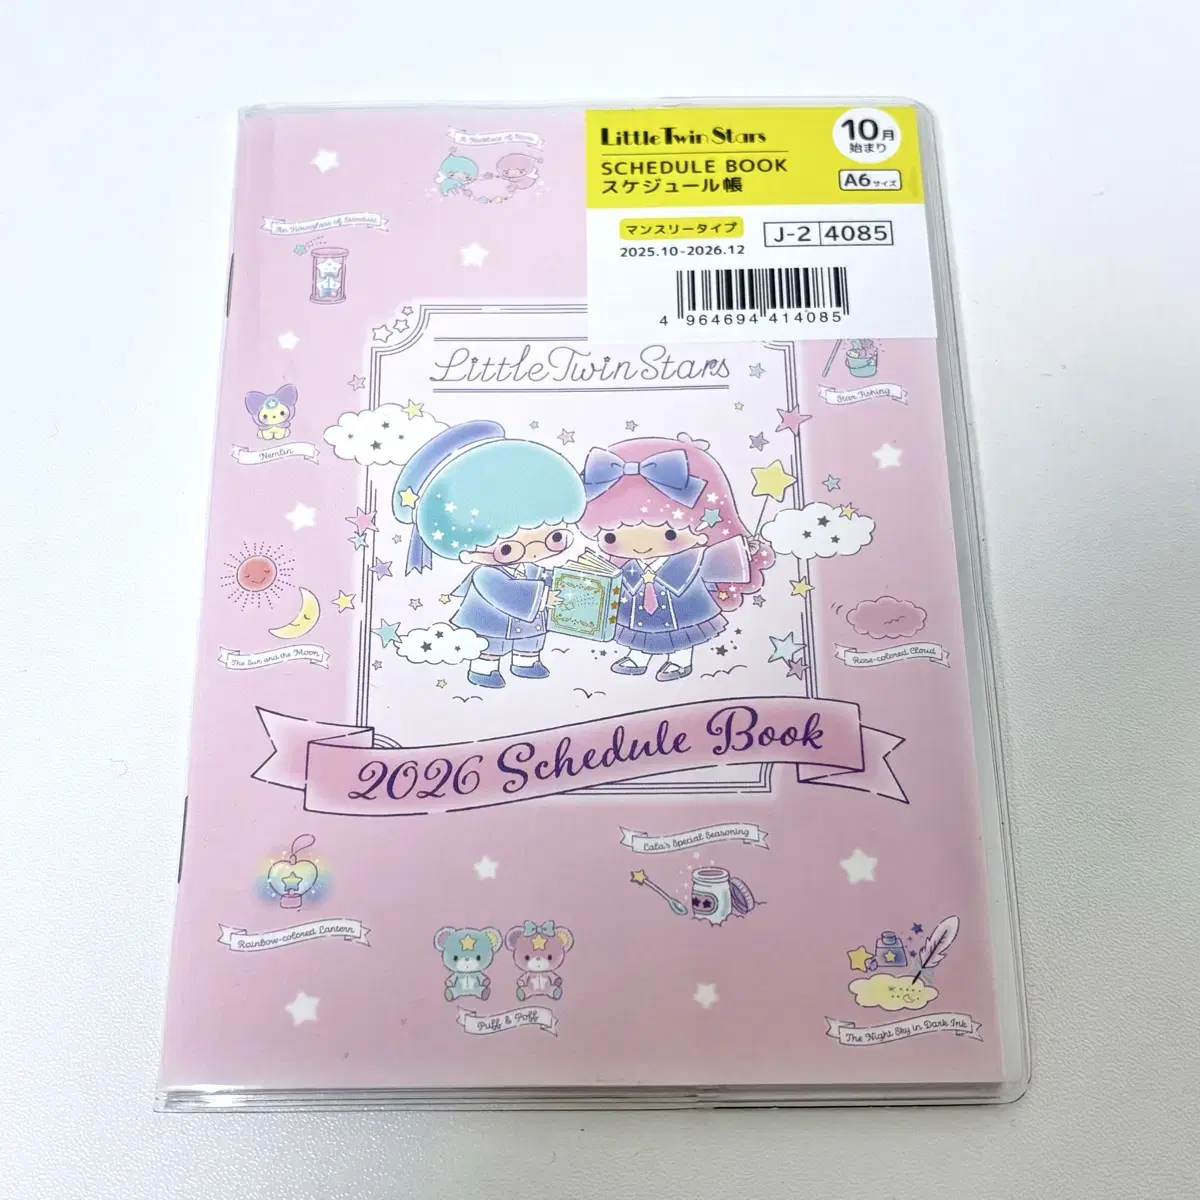 Little Twin Stars
SCHEDULE BOOK
スケジュール帳
10月
始まり
A6サイズ
マンスリータイプ
2025.10-2026.12
J-2 4085
4 964694 414085
An Hourglass of Stardust
Little Twin Stars
Star Fishing
Nemlin
The Sun and the Moon
Rose-colored Cloud
2026 Schedule Book
Lala's Special Seasoning
Rainbow-colored Lantern
Puff & Poff
The Night Sky in Dark Ink